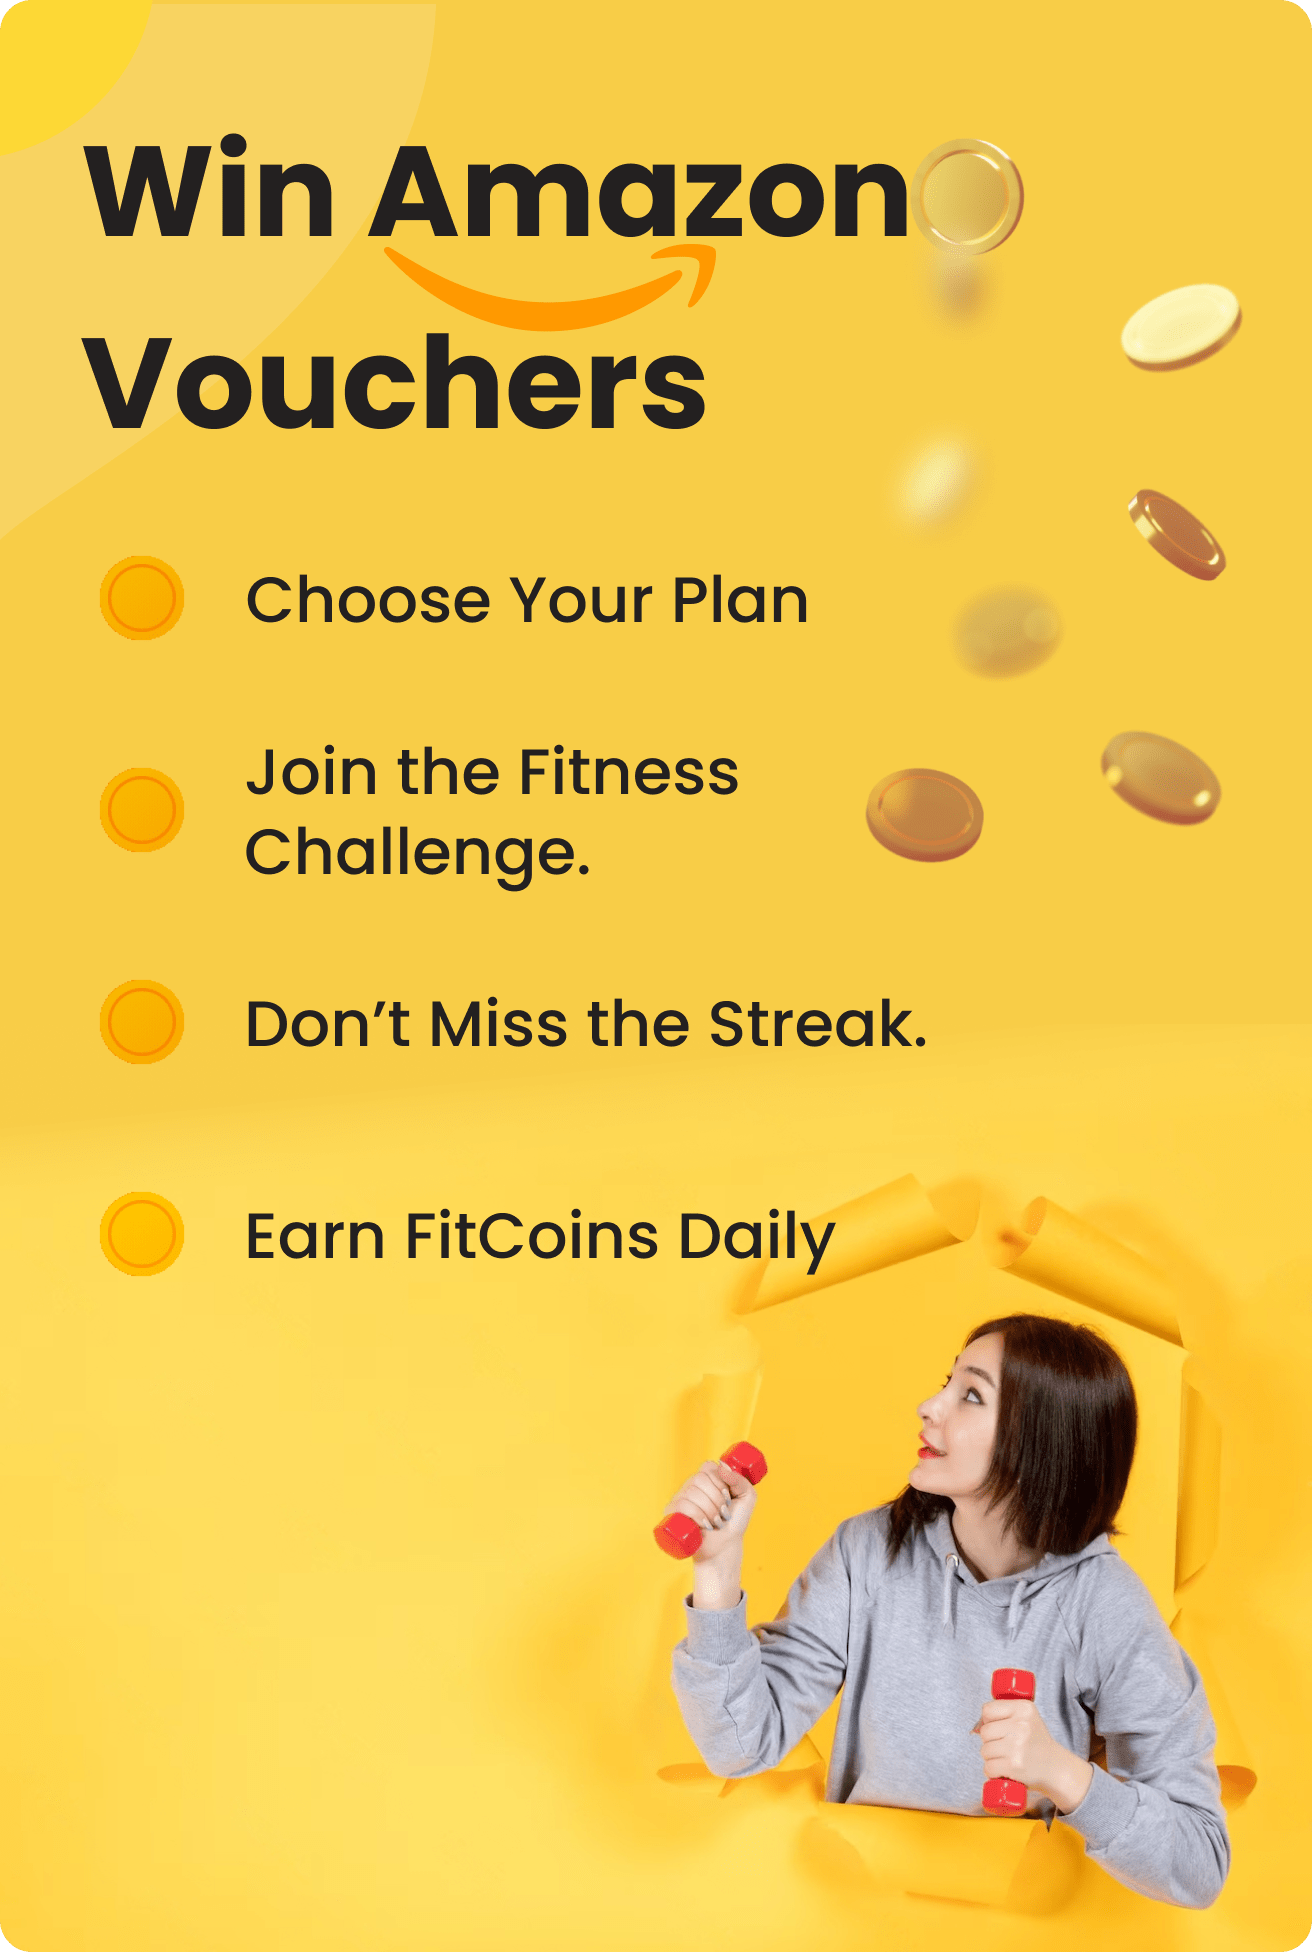 Win Amazon
Vouchers
Choose Your Plan
Join the Fitness
Challenge.
Don’t Miss the Streak.
Earn FitCoins Daily